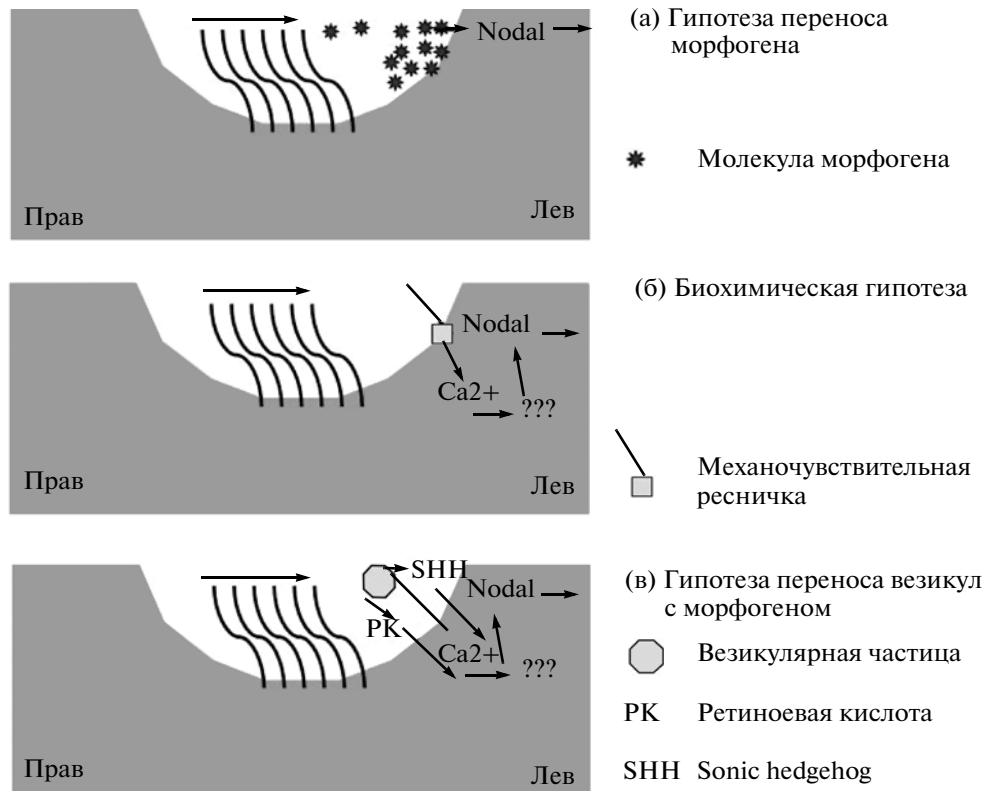 (а) Гипотеза переноса
морфогена
Nodal
Молекула морфогена
Прав
Лев
(б) Биохимическая гипотеза
Nodal
Ca2+
???
Механочувствительная
ресничка
Прав
Лев
(в) Гипотеза переноса везикул
с морфогеном
SHH
Nodal
РК
Ca2+
???
Везикулярная частица
РК Ретиноевая кислота
Прав
Лев
SHH Sonic hedgehog